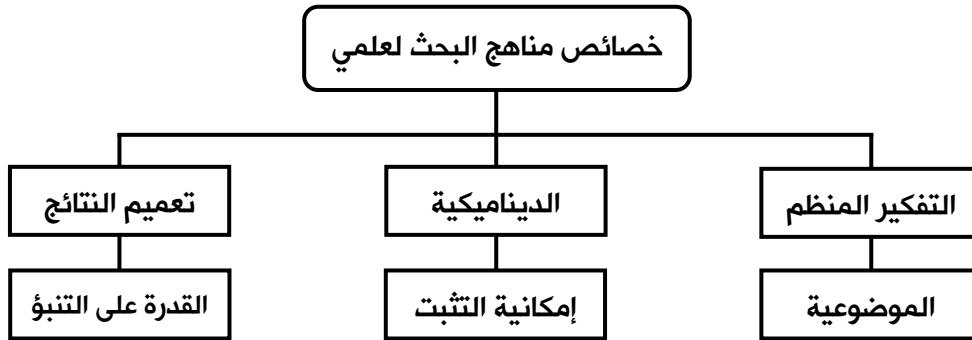 خصائص مناهج البحث لعلمي
التفكير المنظم
الديناميكية
تعميم النتائج
الموضوعية
إمكانية التثبت
القدرة على التنبؤ